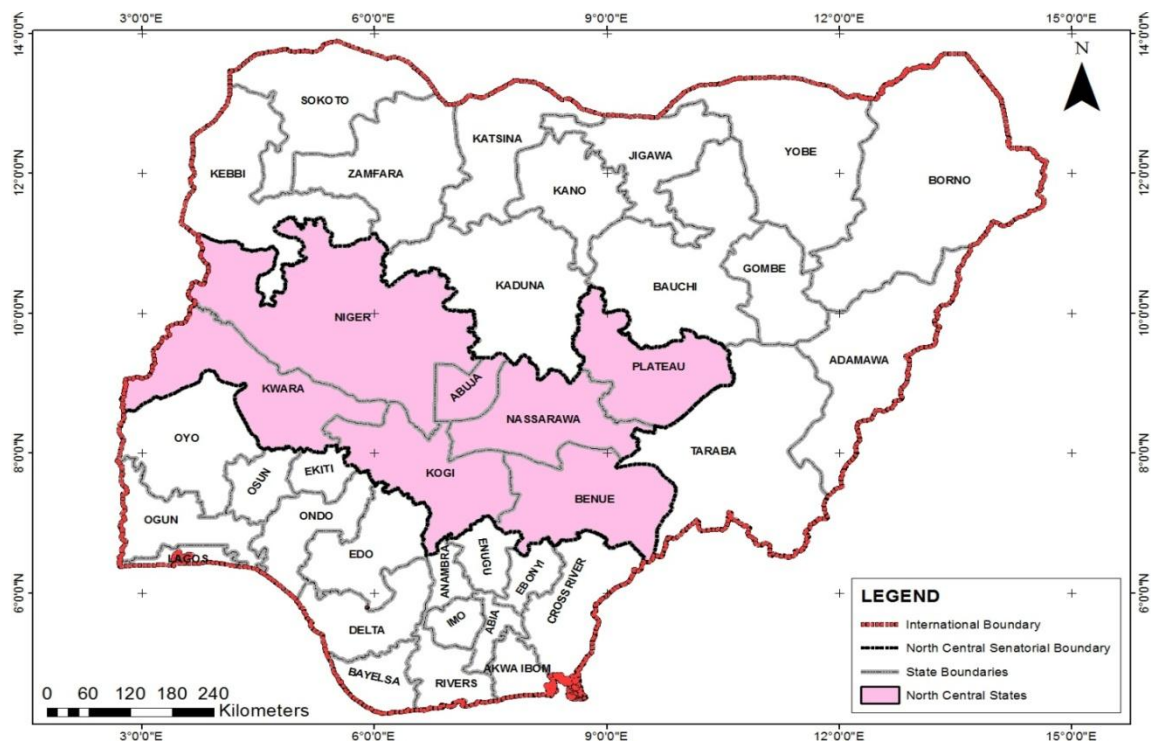 3°0'0"E 6°0'0"E 9°0'0"E 12°0'0"E 15°0'0"E
14°0'0"N
14°0'0"N
N
SOKOTO
KATSINA
JIGAWA
YOBE
KEBBI
ZAMFARA
KANO
BORNO
12°0'0"N
12°0'0"N
KADUNA
BAUCHI
GOMBE
10°0'0"N
10°0'0"N
NIGER
ADAMAWA
PLATEAU
ABUJA
KWARA
NASSARAWA
OYO
TARABA
8°0'0"N
8°0'0"N
KOGI
OSUN
EKITI
BENUE
OGUN
ONDO
LAGOS
EDO
ANAMBRA
ENUGU
EBONYI
CROSS RIVER
6°0'0"N
6°0'0"N
DELTA
IMO
ABIA
BAYELSA
RIVERS
AKWA IBOM
LEGEND
International Boundary
North Central Senatorial Boundary
State Boundaries
North Central States
0 60 120 180 240
Kilometers
3°0'0"E 6°0'0"E 9°0'0"E 12°0'0"E 15°0'0"E